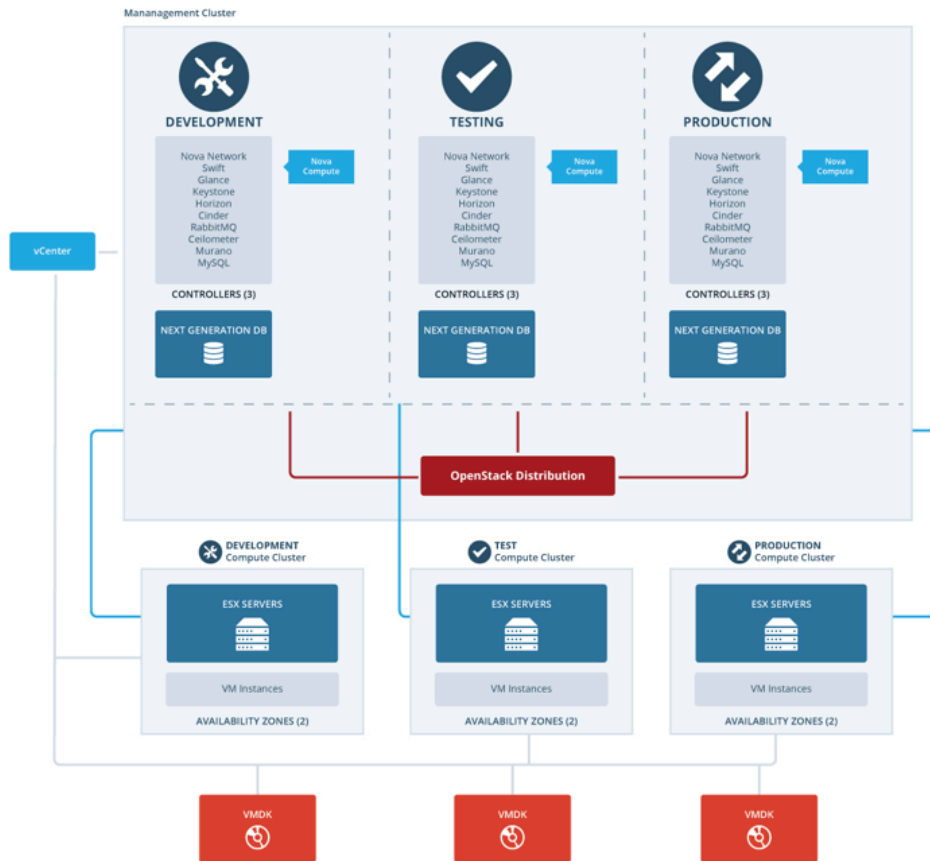 Mananagement Cluster
DEVELOPMENT
TESTING
PRODUCTION
Nova Network
Swift
Glance
Keystone
Horizon
Cinder
RabbitMQ
Ceilometer
Murano
MySQL
Nova
Compute
Nova Network
Swift
Glance
Keystone
Horizon
Cinder
RabbitMQ
Ceilometer
Murano
MySQL
Nova
Compute
Nova Network
Swift
Glance
Keystone
Horizon
Cinder
RabbitMQ
Ceilometer
Murano
MySQL
Nova
Compute
vCenter
CONTROLLERS (3)
CONTROLLERS (3)
CONTROLLERS (3)
NEXT GENERATION DB
NEXT GENERATION DB
NEXT GENERATION DB
OpenStack Distribution
DEVELOPMENT
Compute Cluster
TEST
Compute Cluster
PRODUCTION
Compute Cluster
ESX SERVERS
ESX SERVERS
ESX SERVERS
VM Instances
VM Instances
VM Instances
AVAILABILITY ZONES (2)
AVAILABILITY ZONES (2)
AVAILABILITY ZONES (2)
VMDK
VMDK
VMDK